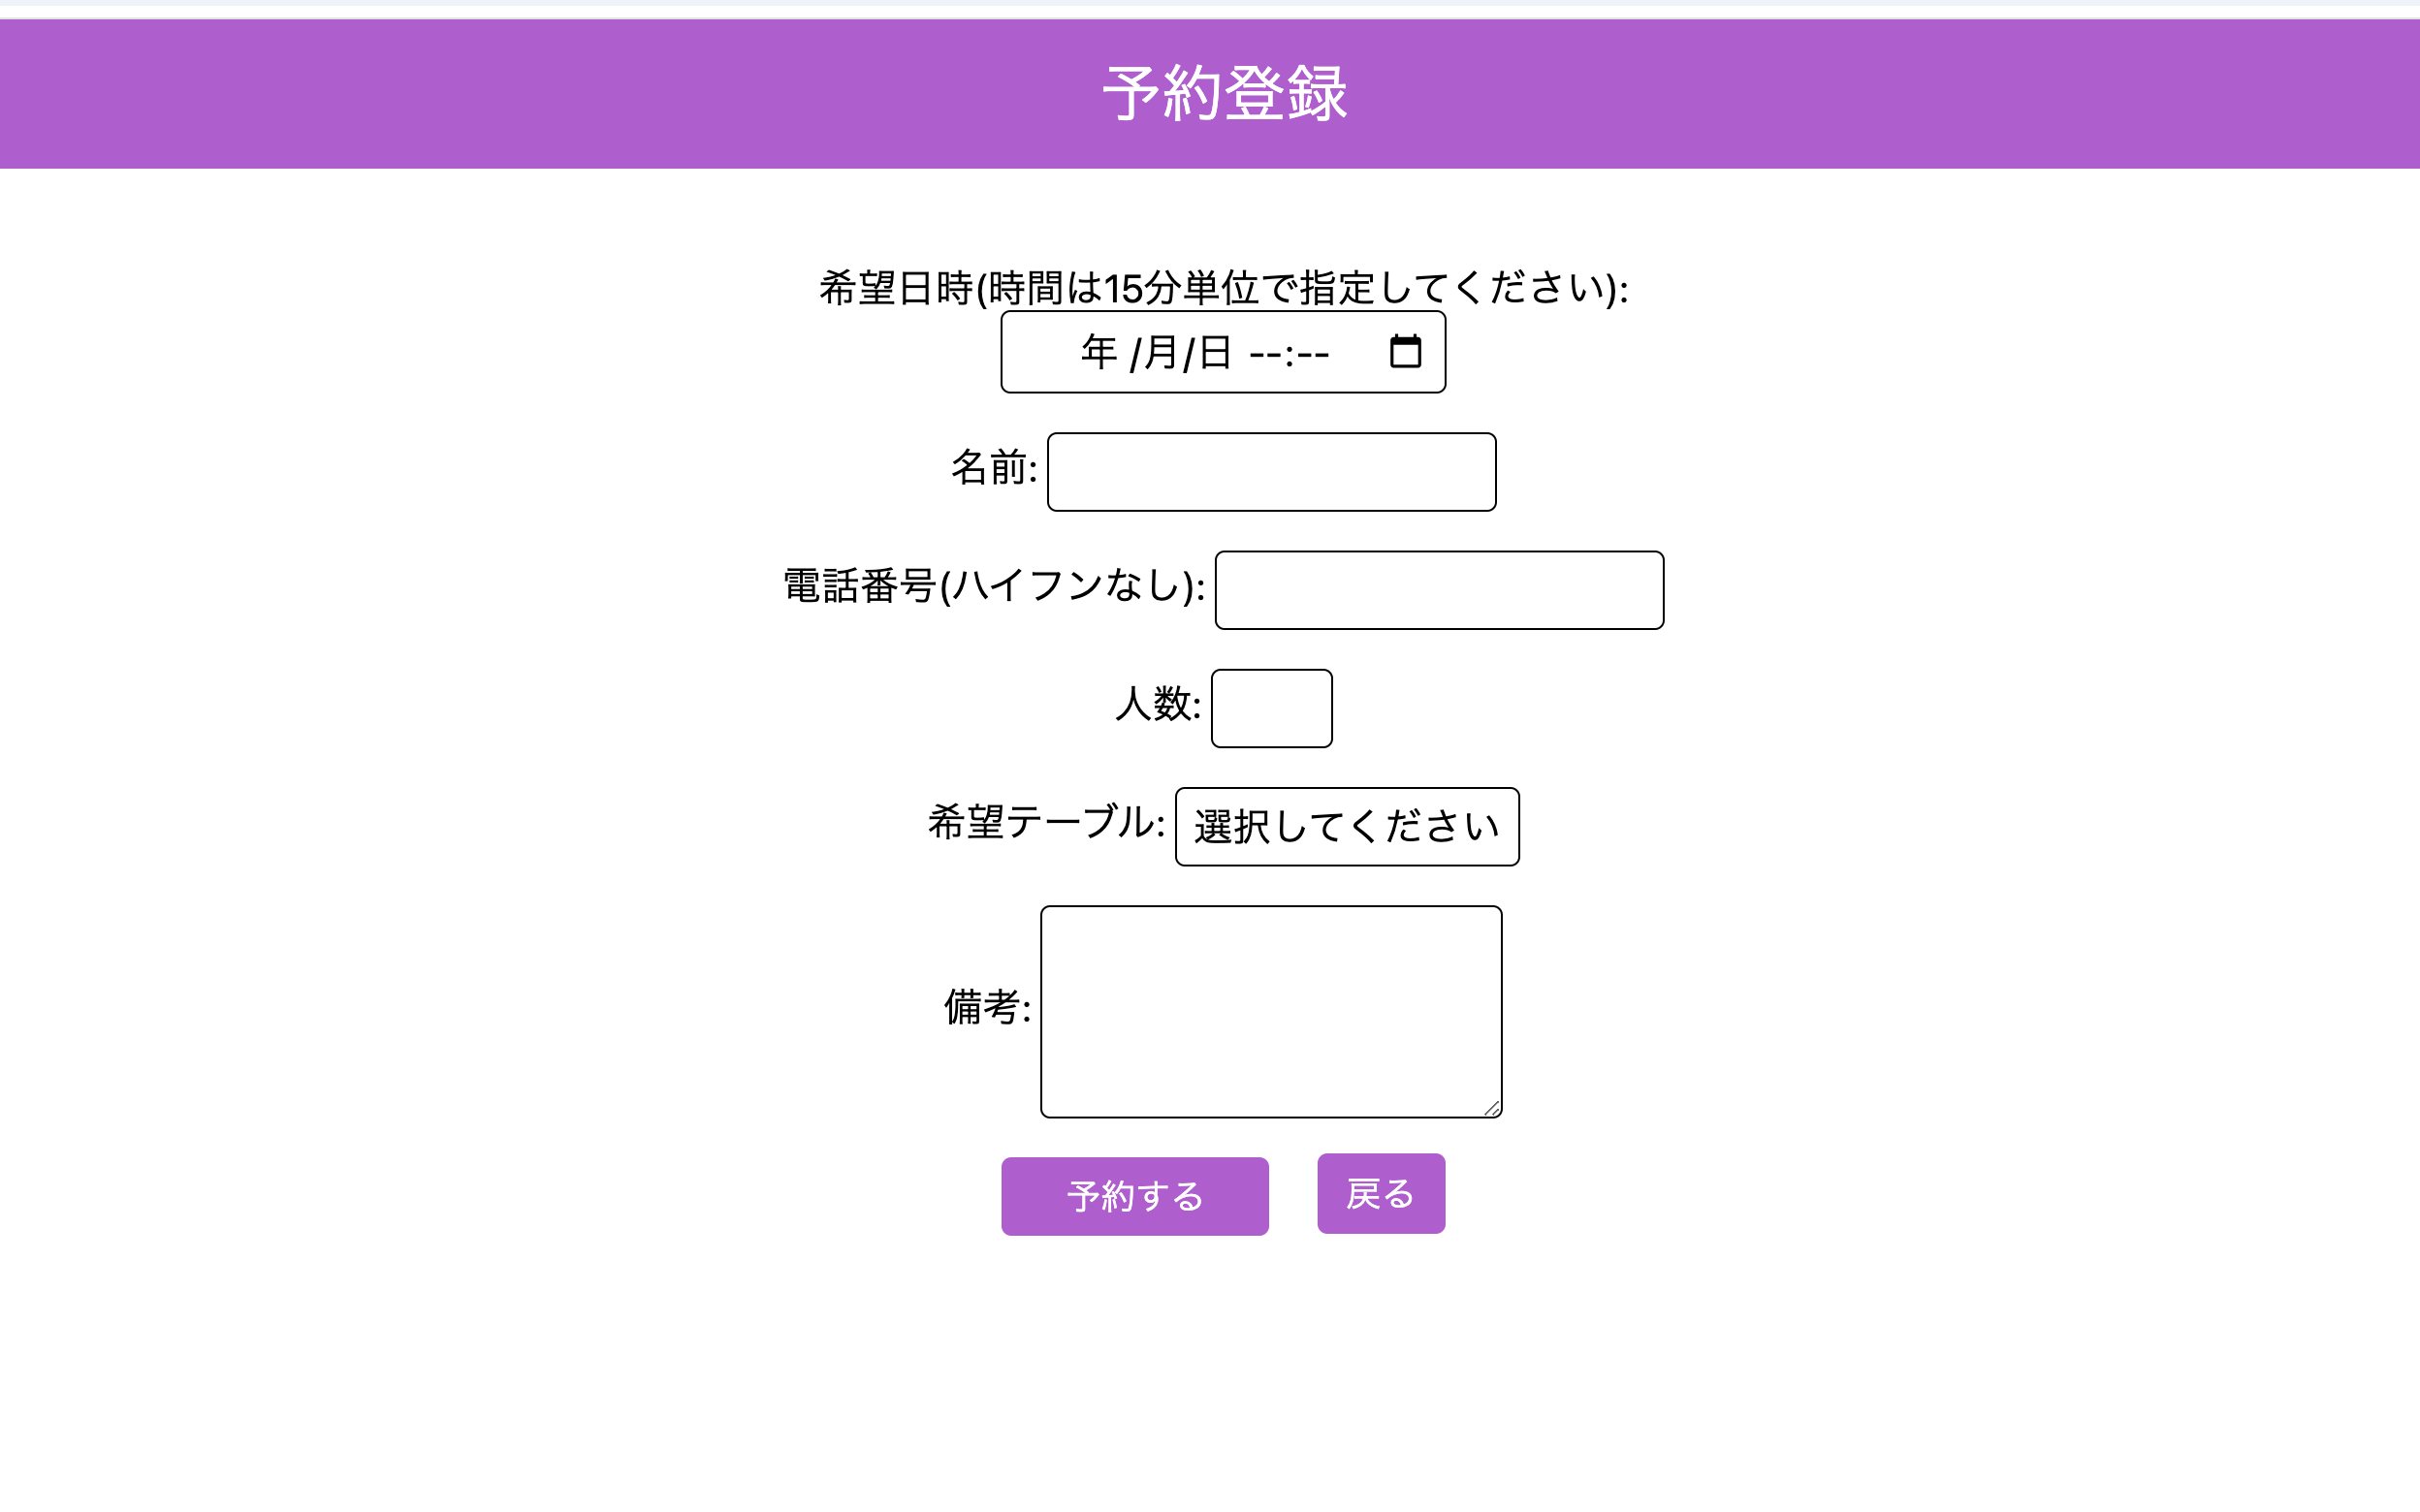 予約登録
希望日時(時間は15分単位で指定してください):
年 /月/日 --:--
名前:
電話番号(ハイフンなし):
人数:
希望テーブル: 選択してください
備考:
予約する 戻る